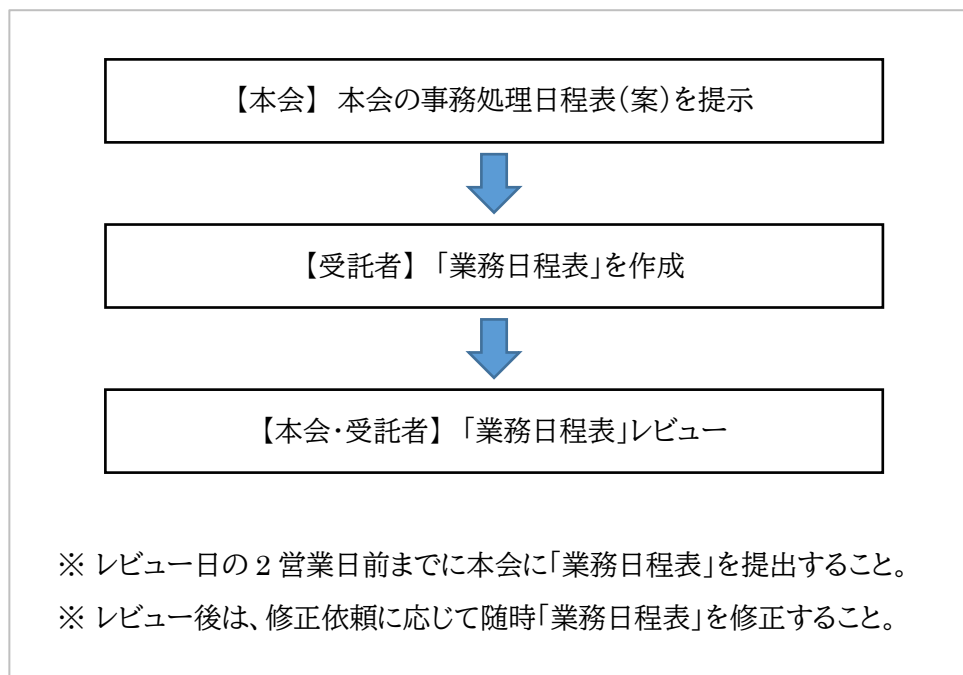 【本会】 本会の事務処理日程表(案)を提示
【受託者】 「業務日程表」を作成
【本会・受託者】 「業務日程表」レビュー
※ レビュー日の 2 営業日前までに本会に「業務日程表」を提出すること。
※ レビュー後は、修正依頼に応じて随時「業務日程表」を修正すること。